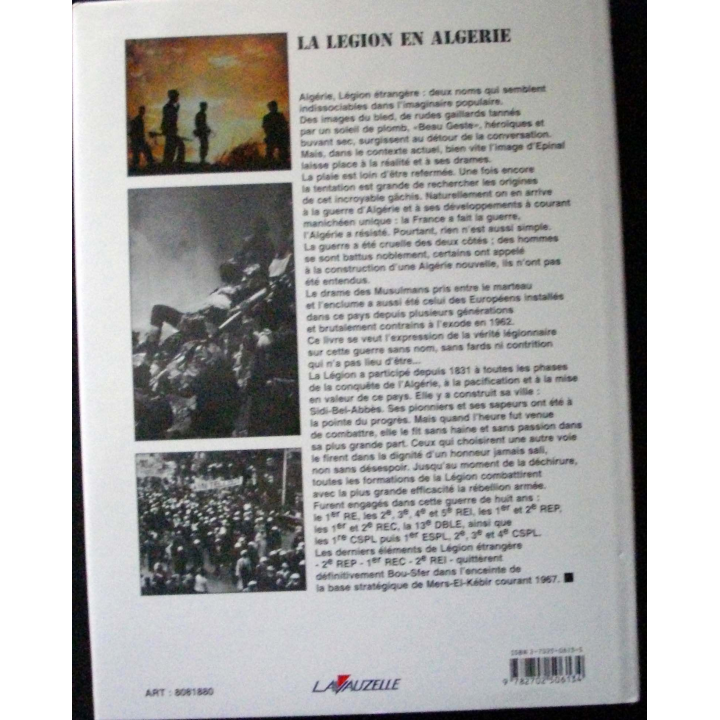 LA LEGION EN ALGERIE
Algérie, Légion étrangère : deux noms qui semblent
indissociables dans l'imaginaire populaire.
Des images du bled, de rudes gaillards tannés
par un soleil de plomb, «Beau Geste», héroïques et
buvant sec, surgissent au détour de la conversation.
Mais, dans le contexte actuel, bien vite l'image d'Epinal
laisse place à la réalité et à ses drames.
La plaie est loin d'être refermée. Une fois encore
la tentation est grande de rechercher les origines
de cet incroyable gâchis. Naturellement on en arrive
à la guerre d'Algérie et à ses développements à courant
manichéen unique : la France a fait la guerre,
l'Algérie a résisté. Pourtant, rien n'est aussi simple.
La guerre a été cruelle des deux côtés ; des hommes
se sont battus noblement, certains ont appelé
à la construction d'une Algérie nouvelle, ils n'ont pas
été entendus.
Le drame des Musulmans pris entre le marteau
et l'enclume a aussi été celui des Européens installés
dans ce pays depuis plusieurs générations
et brutalement contrains à l'exode en 1962.
Ce livre se veut l'expression de la vérité légionnaire
sur cette guerre sans nom, sans fards ni contrition
qui n'a pas lieu d'être...
La Légion a participé depuis 1831 à toutes les phases
de la conquête de l'Algérie, à la pacification et à la mise
en valeur de ce pays. Elle y a construit sa ville :
Sidi-Bel-Abbès. Ses pionniers et ses sapeurs ont été à
la pointe du progrès. Mais quand l'heure fut venue
de combattre, elle le fit sans haine et sans passion dans
sa plus grande part. Ceux qui choisirent une autre voie
le firent dans la dignité d'un honneur jamais sali,
non sans désespoir. Jusqu'au moment de la déchirure,
toutes les formations de la Légion combattirent
avec la plus grande efficacité la rébellion armée.
Furent engagés dans cette guerre de huit ans :
le 1er RE, les 2e, 3e, 4e et 5e REI, les 1er et 2e REP,
les 1er et 2e REC, la 13e DBLE, ainsi que
les 1re CSPL puis 1er ESPL, 2e, 3e et 4e CSPL.
Les derniers éléments de Légion étrangère
- 2e REP - 1er REC - 2e REI - quittèrent
définitivement Bou-Sfer dans l'enceinte de
la base stratégique de Mers-El-Kébir courant 1967.
ISBN 2-7025-0613-5
9 782702 506134
ART : 8081880
LAVAUZELLE